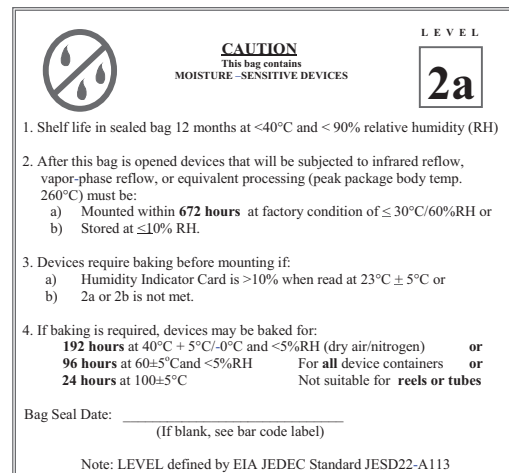 LEVEL
2a
CAUTION
This bag contains
MOISTURE –SENSITIVE DEVICES
1. Shelf life in sealed bag 12 months at <40°C and < 90% relative humidity (RH)
2. After this bag is opened devices that will be subjected to infrared reflow,
vapor-phase reflow, or equivalent processing (peak package body temp.
260°C) must be:
a) Mounted within 672 hours at factory condition of ≤ 30°C/60%RH or
b) Stored at ≤10% RH.
3. Devices require baking before mounting if:
a) Humidity Indicator Card is >10% when read at 23°C ± 5°C or
b) 2a or 2b is not met.
4. If baking is required, devices may be baked for:
192 hours at 40°C + 5°C/-0°C and <5%RH (dry air/nitrogen) or
96 hours at 60±5°Cand <5%RH For all device containers or
24 hours at 100±5°C Not suitable for reels or tubes
Bag Seal Date: ______________________________
(If blank, see bar code label)
Note: LEVEL defined by EIA JEDEC Standard JESD22-A113